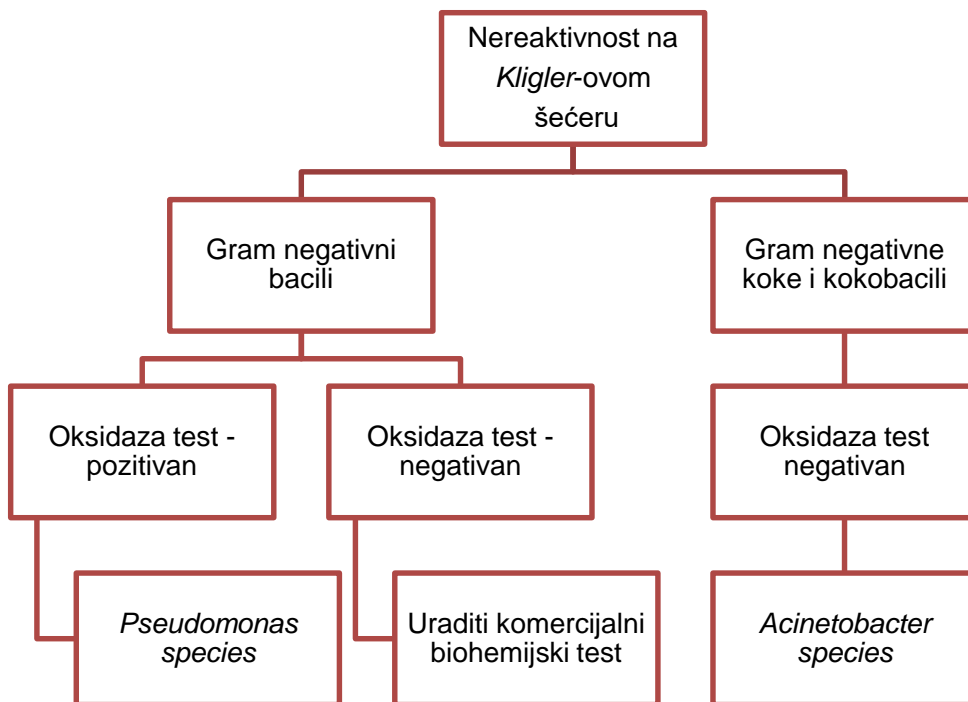 Nereaktivnost na
Kligler-ovom
šećeru
Gram negativni
bacili
Gram negativne
koke i kokobacili
Oksidaza test -
pozitivan
Oksidaza test -
negativan
Oksidaza test
negativan
Pseudomonas
species
Uraditi komercijalni
biohemijski test
Acinetobacter
species